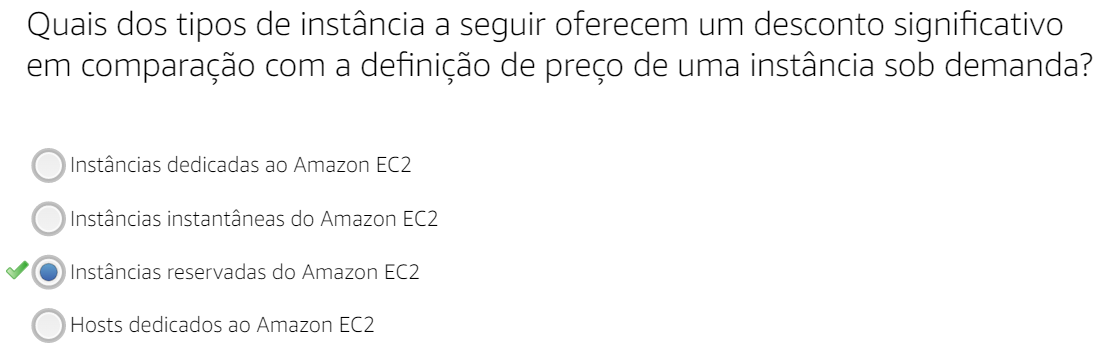 Quais dos tipos de instância a seguir oferecem um desconto significativo
em comparação com a definição de preço de uma instância sob demanda?
Instâncias dedicadas ao Amazon EC2
Instâncias instantâneas do Amazon EC2
Instâncias reservadas do Amazon EC2
Hosts dedicados ao Amazon EC2